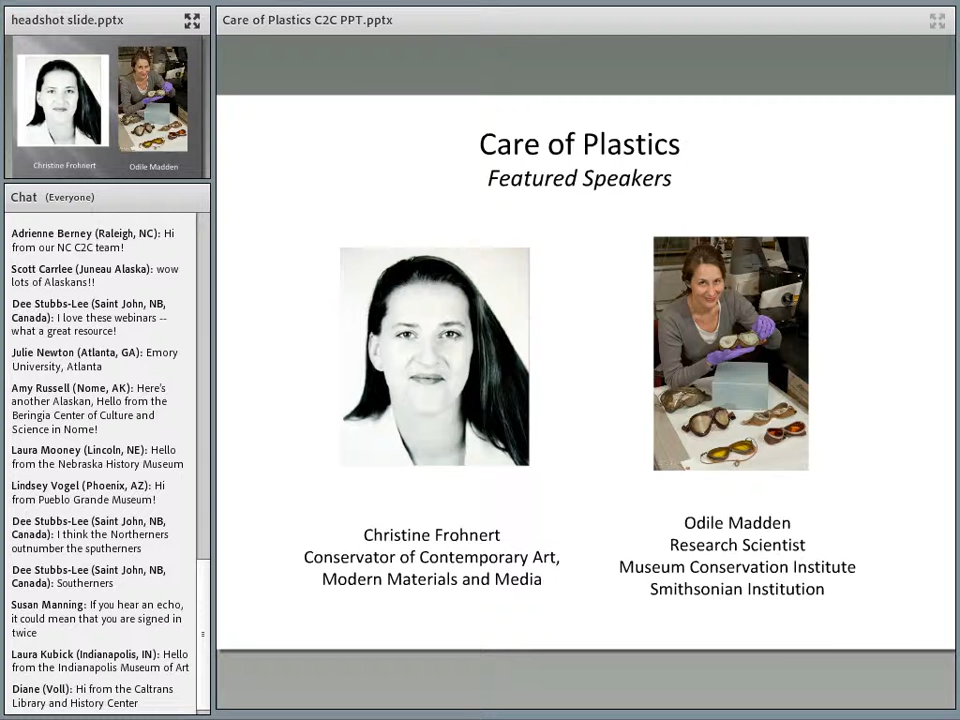 headshot slide.pptx
Christine Frohnert
Odile Madden
Chat (Everyone)
Adrienne Berney (Raleigh, NC): Hi
from our NC C2C team!
Scott Carrlee (Juneau Alaska): wow
lots of Alaskans!!
Dee Stubbs-Lee (Saint John, NB,
Canada): I love these webinars --
what a great resource!
Julie Newton (Atlanta, GA): Emory
University, Atlanta
Amy Russell (Nome, AK): Here's
another Alaskan, Hello from the
Beringia Center of Culture and
Science in Nome!
Laura Mooney (Lincoln, NE): Hello
from the Nebraska History Museum
Lindsey Vogel (Phoenix, AZ): Hi
from Pueblo Grande Museum!
Dee Stubbs-Lee (Saint John, NB,
Canada): I think the Northerners
outnumber the sputherners
Dee Stubbs-Lee (Saint John, NB,
Canada): Southerners
Susan Manning: If you hear an echo,
it could mean that you are signed in
twice
Laura Kubick (Indianapolis, IN): Hello
from the Indianapolis Museum of Art
Diane (Voll): Hi from the Caltrans
Library and History Center
Care of Plastics C2C PPT.pptx
Care of Plastics
Featured Speakers
Christine Frohnert
Conservator of Contemporary Art,
Modern Materials and Media
Odile Madden
Research Scientist
Museum Conservation Institute
Smithsonian Institution